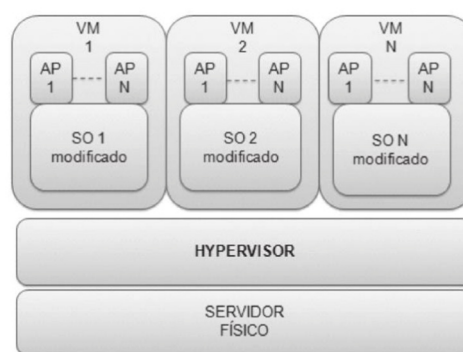 VM
1
VM
2
VM
N
AP
1
AP
N
AP
1
AP
N
AP
1
AP
N
SO 1
modificado
SO 2
modificado
SO N
modificado
HYPERVISOR
SERVIDOR
FÍSICO